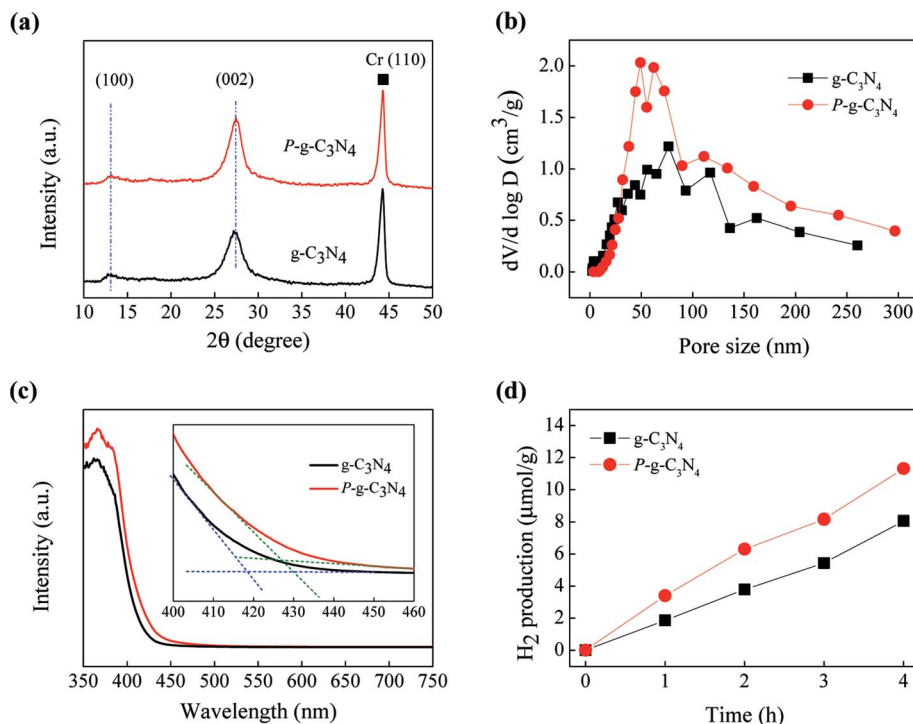 (a)
Intensity (a.u.)
(100)
(002)
Cr (110)
P-g-C₃N₄
g-C₃N₄
10 15 20 25 30 35 40 45 50
2θ (degree)
(b)
dV/d log D (cm³/g)
2.0
1.5
1.0
0.5
0.0
g-C₃N₄
P-g-C₃N₄
0 50 100 150 200 250 300
Pore size (nm)
(c)
Intensity (a.u.)
g-C₃N₄
P-g-C₃N₄
400 410 420 430 440 450 460
350 400 450 500 550 600 650 700 750
Wavelength (nm)
(d)
H₂ production (μmol/g)
14
12
10
8
6
4
2
0
g-C₃N₄
P-g-C₃N₄
0 1 2 3 4
Time (h)